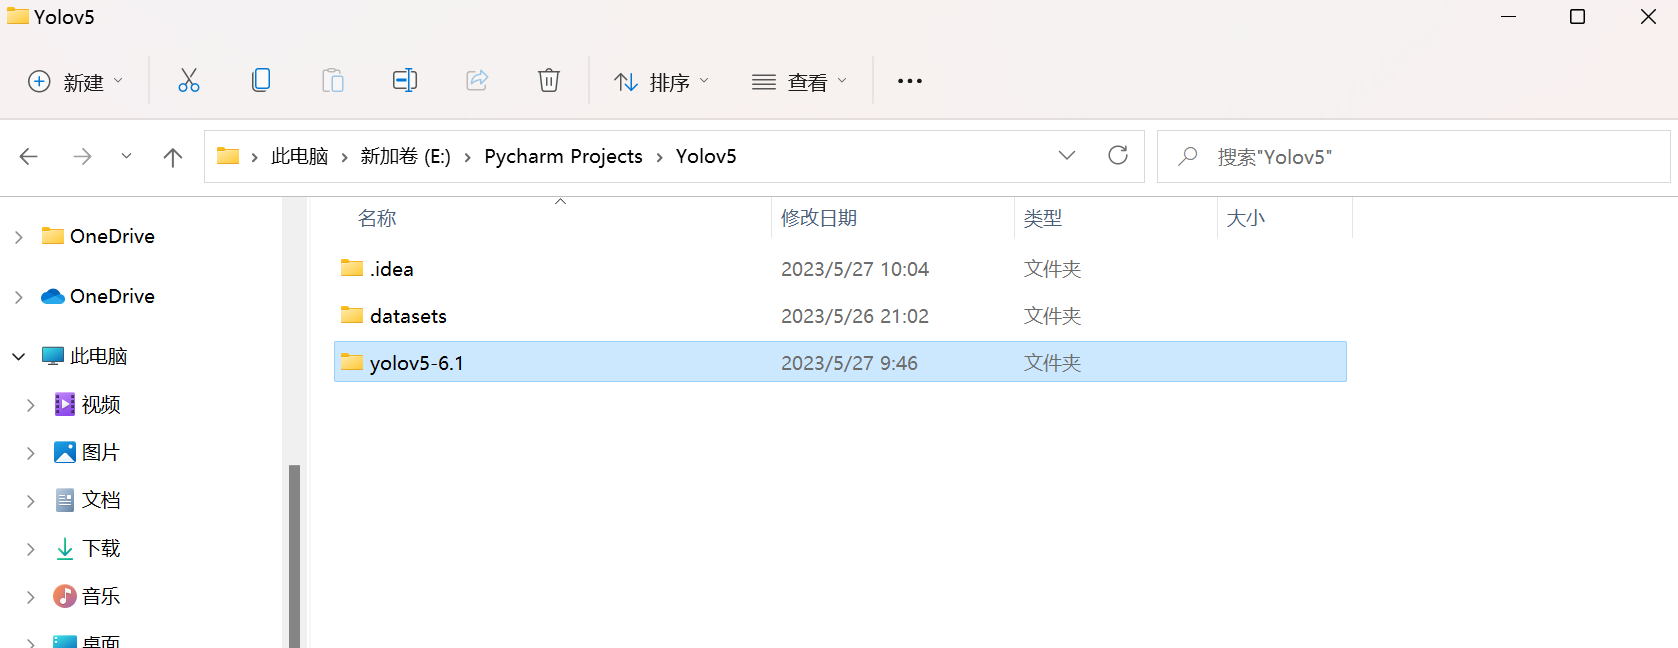 Yolov5
新建 排序 查看
此电脑 新加卷 (E:) Pycharm Projects Yolov5 搜索"Yolov5"
名称 修改日期 类型 大小
OneDrive
.idea 2023/5/27 10:04 文件夹
OneDrive
datasets 2023/5/26 21:02 文件夹
此电脑
yolov5-6.1 2023/5/27 9:46 文件夹
视频
图片
文档
下载
音乐
桌面